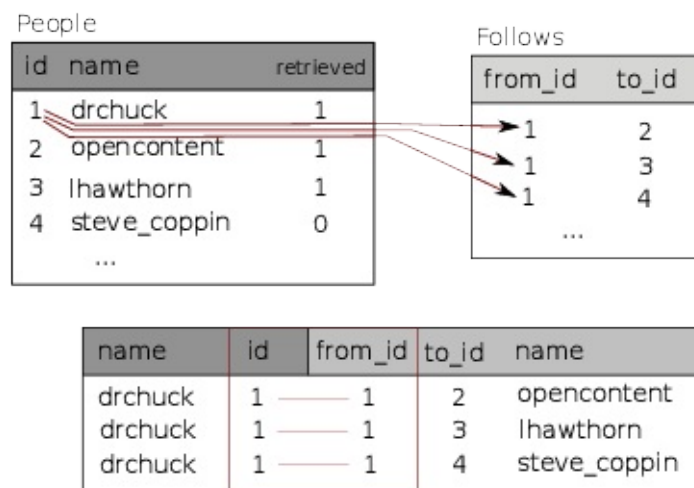 People
id name retrieved
1 drchuck 1
2 opencontent 1
3 lhawthorn 1
4 steve_coppin 0
...
Follows
from_id to_id
1 2
1 3
1 4
...
name id from_id to_id name
drchuck 1 1 2 opencontent
drchuck 1 1 3 lhawthorn
drchuck 1 1 4 steve_coppin